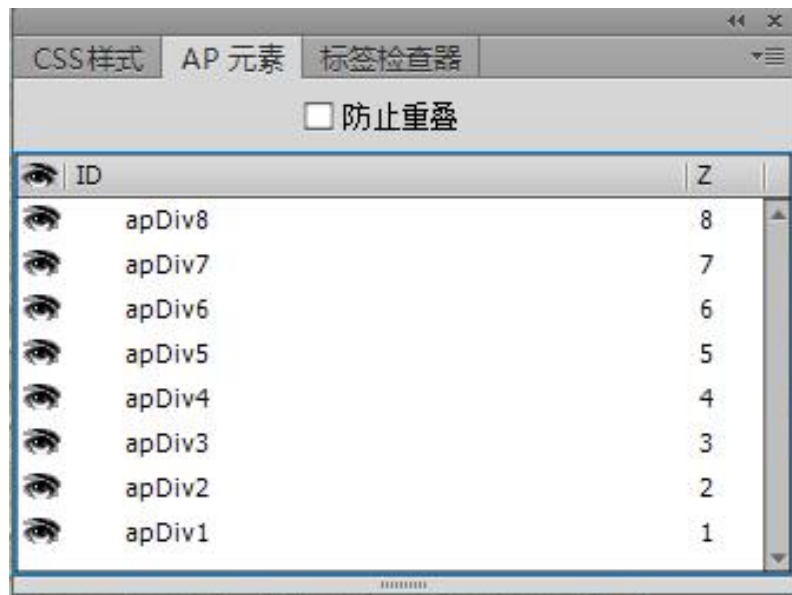 CSS样式 AP 元素 标签检查器
防止重叠
ID Z
apDiv8 8
apDiv7 7
apDiv6 6
apDiv5 5
apDiv4 4
apDiv3 3
apDiv2 2
apDiv1 1